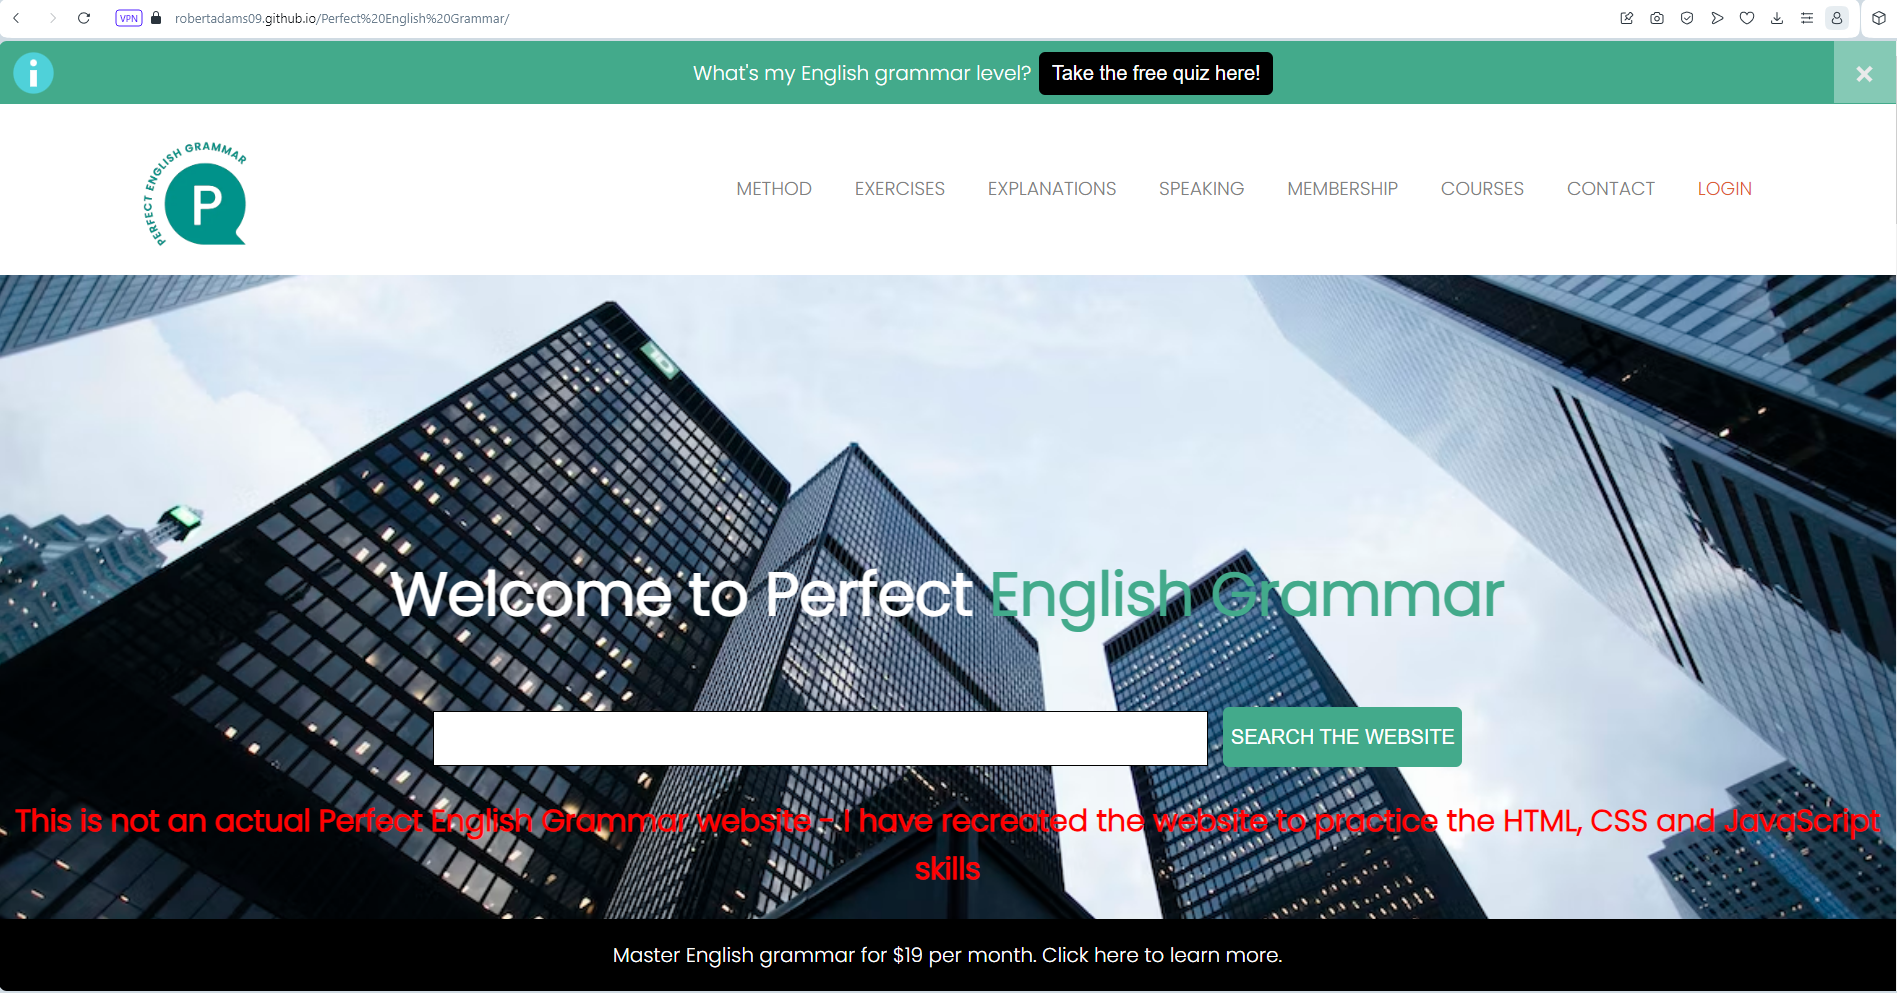 VPN
robertadams09.github.io/Perfect%20English%20Grammar/
What's my English grammar level?
Take the free quiz here!
PERFECT ENGLISH GRAMMAR
P
METHOD
EXERCISES
EXPLANATIONS
SPEAKING
MEMBERSHIP
COURSES
CONTACT
LOGIN
Welcome to Perfect English Grammar
SEARCH THE WEBSITE
This is not an actual Perfect English Grammar website - I have recreated the website to practice the HTML, CSS and JavaScript
skills
Master English grammar for $19 per month. Click here to learn more.